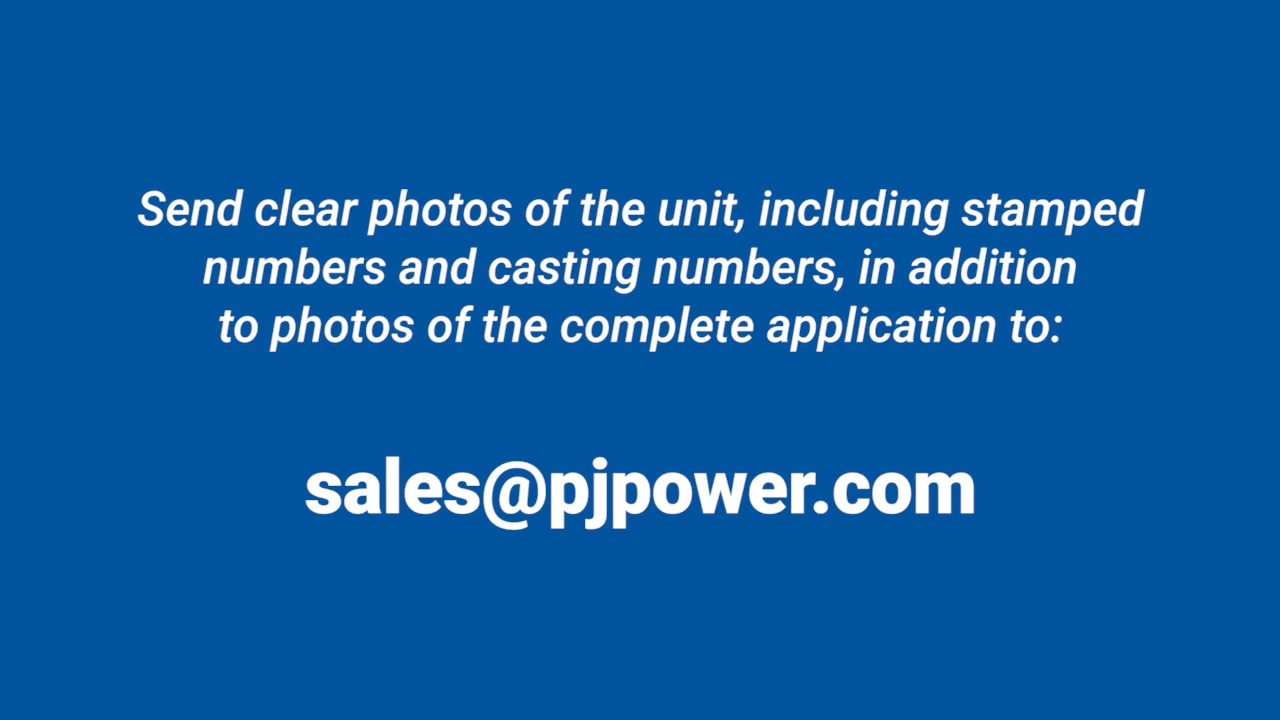 Send clear photos of the unit, including stamped
numbers and casting numbers, in addition
to photos of the complete application to:
sales@pjpower.com